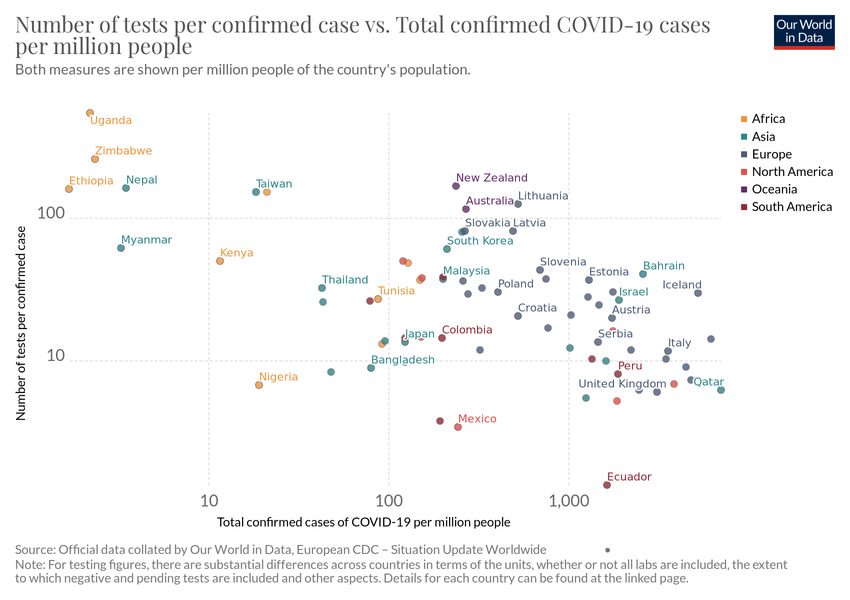 Number of tests per confirmed case vs. Total confirmed COVID-19 cases
per million people
Our World
in Data
Both measures are shown per million people of the country's population.
Uganda
Zimbabwe
Ethiopia
Nepal
Taiwan
New Zealand
Australia
Lithuania
100
Slovakia
Latvia
Myanmar
South Korea
Kenya
Thailand
Malaysia
Slovenia
Bahrain
Estonia
Tunisia
Poland
Israel
Iceland
Croatia
Austria
Japan
Colombia
Serbia
Italy
10
Bangladesh
Peru
Nigeria
United Kingdom
Qatar
Mexico
Ecuador
Africa
Asia
Europe
North America
Oceania
South America
Number of tests per confirmed case
10
100
1,000
Total confirmed cases of COVID-19 per million people
Source: Official data collated by Our World in Data, European CDC – Situation Update Worldwide
Note: For testing figures, there are substantial differences across countries in terms of the units, whether or not all labs are included, the extent
to which negative and pending tests are included and other aspects. Details for each country can be found at the linked page.